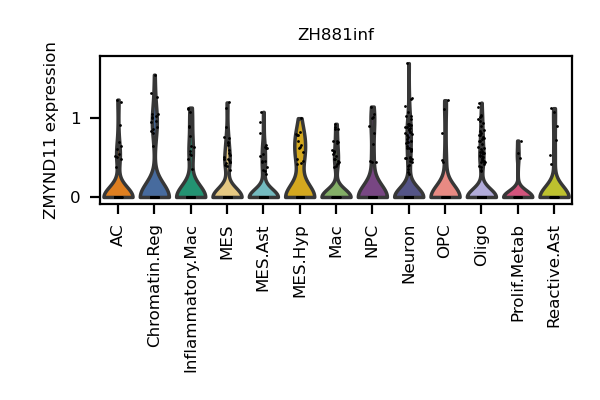 ZH881inf
ZMYND11 expression
1
0
AC
Chromatin.Reg
Inflammatory.Mac
MES
MES.Ast
MES.Hyp
Mac
NPC
Neuron
OPC
Oligo
Prolif.Metab
Reactive.Ast